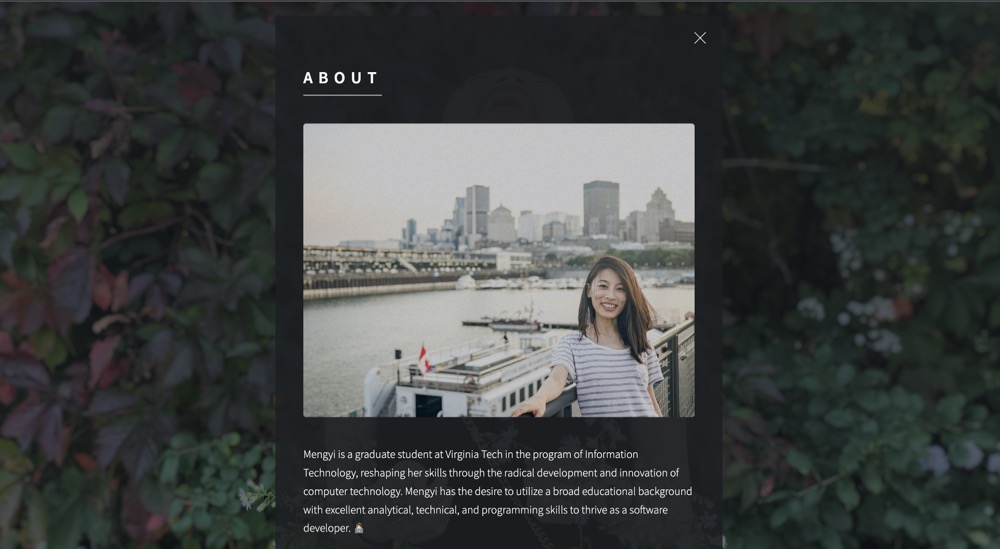 ABOUT
Mengyi is a graduate student at Virginia Tech in the program of Information
Technology, reshaping her skills through the radical development and innovation of
computer technology. Mengyi has the desire to utilize a broad educational background
with excellent analytical, technical, and programming skills to thrive as a software
developer. 👩🏻‍💻